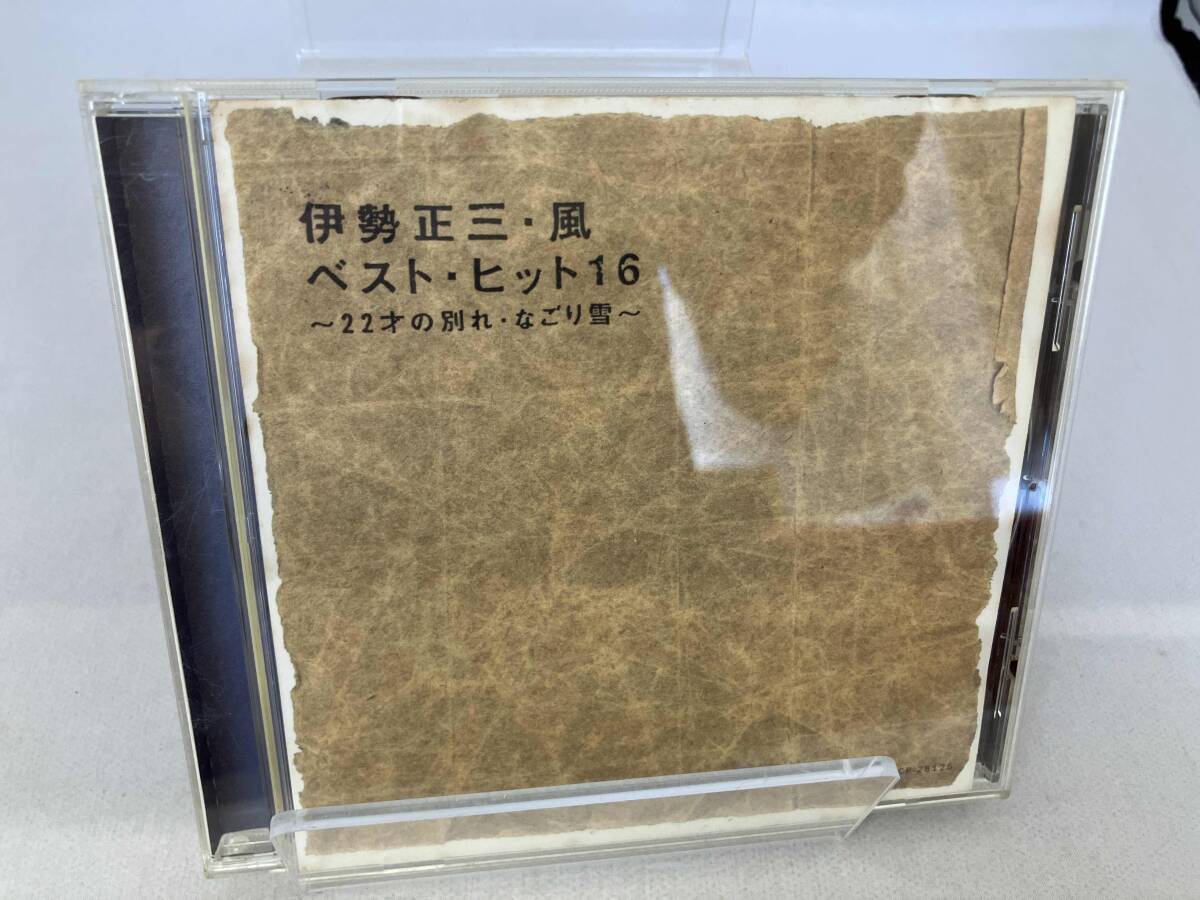 伊勢正三・風
ベスト・ヒット16
～22才の別れ・なごり雪～